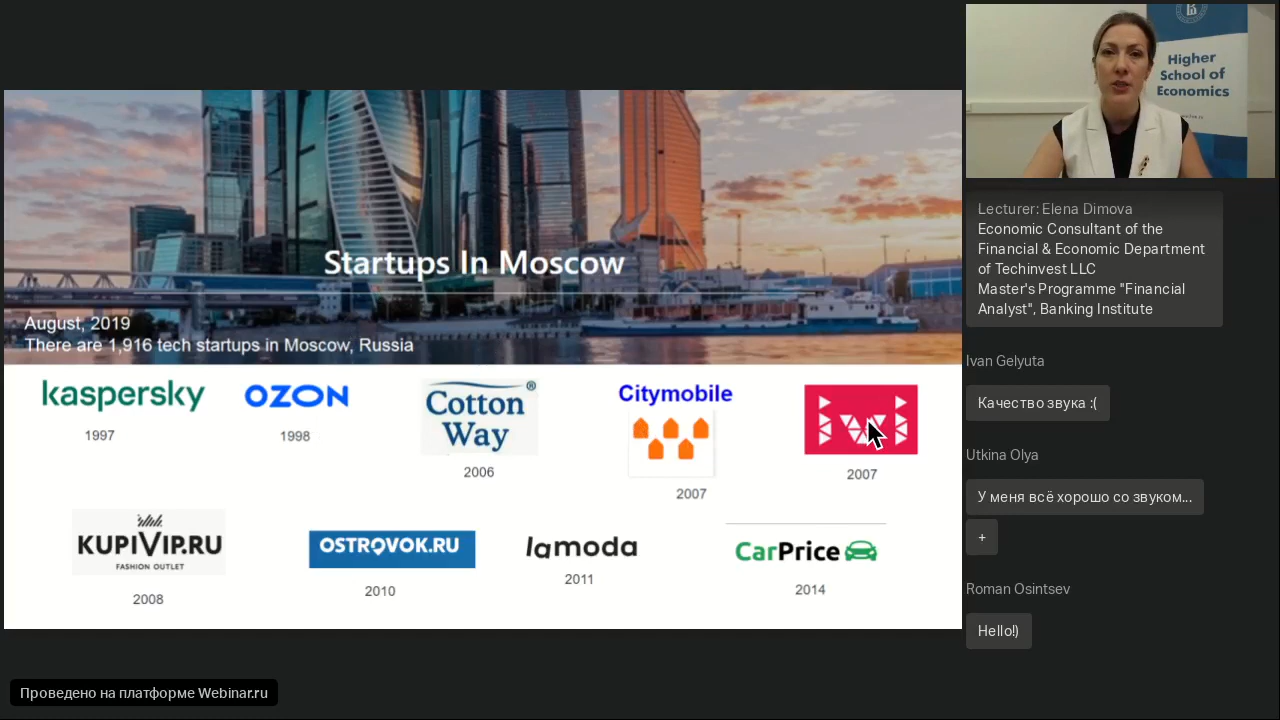 Startups In Moscow
August, 2019
There are 1,916 tech startups in Moscow, Russia
kaspersky
1997
OZON
1998
Cotton
Way
®
2006
Citymobile
2007
ivi
2007
KUPIVIP.RU
FASHION OUTLET
2008
OSTROVOK.RU
2010
lamoda
2011
CarPrice
2014
Higher
School of
Economics
Lecturer: Elena Dimova
Economic Consultant of the
Financial & Economic Department
of Techinvest LLC
Master's Programme "Financial
Analyst", Banking Institute
Ivan Gelyuta
Качество звука :(
Utkina Olya
У меня всё хорошо со звуком...
+
Roman Osintsev
Hello!)
Проведено на платформе Webinar.ru